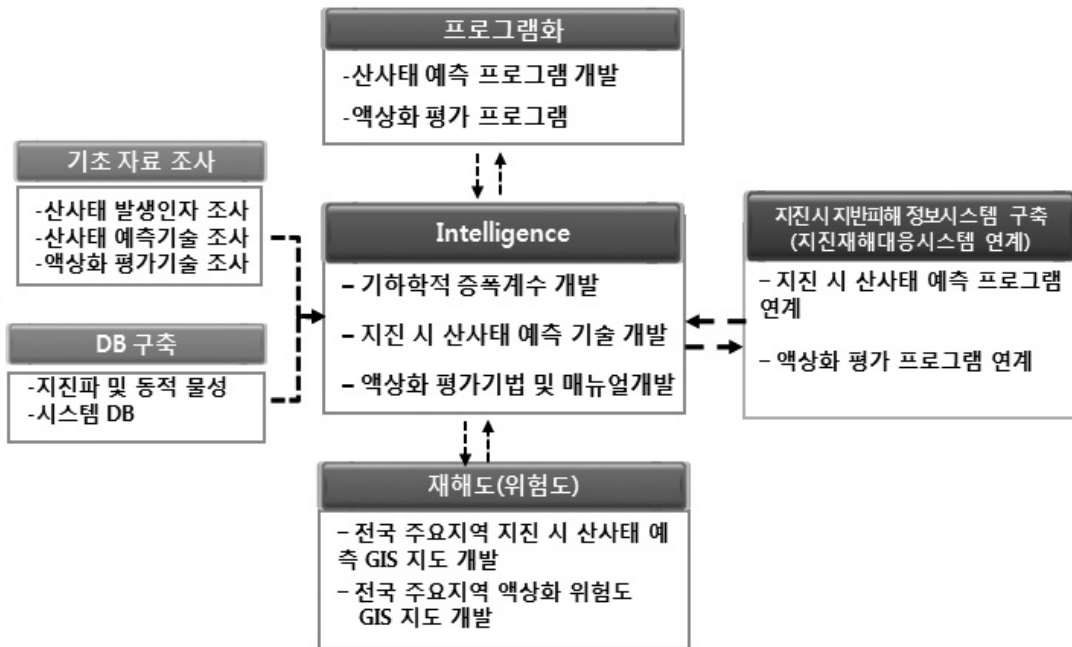 프로그램화
-산사태 예측 프로그램 개발
-액상화 평가 프로그램
기초 자료 조사
-산사태 발생인자 조사
-산사태 예측기술 조사
-액상화 평가기술 조사
DB 구축
-지진파 및 동적 물성
-시스템 DB
Intelligence
– 기하학적 증폭계수 개발
– 지진 시 산사태 예측 기술 개발
– 액상화 평가기법 및 매뉴얼개발
지진시 지반피해 정보시스템 구축
(지진재해대응시스템 연계)
– 지진 시 산사태 예측 프로그램
연계
– 액상화 평가 프로그램 연계
재해도(위험도)
– 전국 주요지역 지진 시 산사태 예
측 GIS 지도 개발
– 전국 주요지역 액상화 위험도
GIS 지도 개발